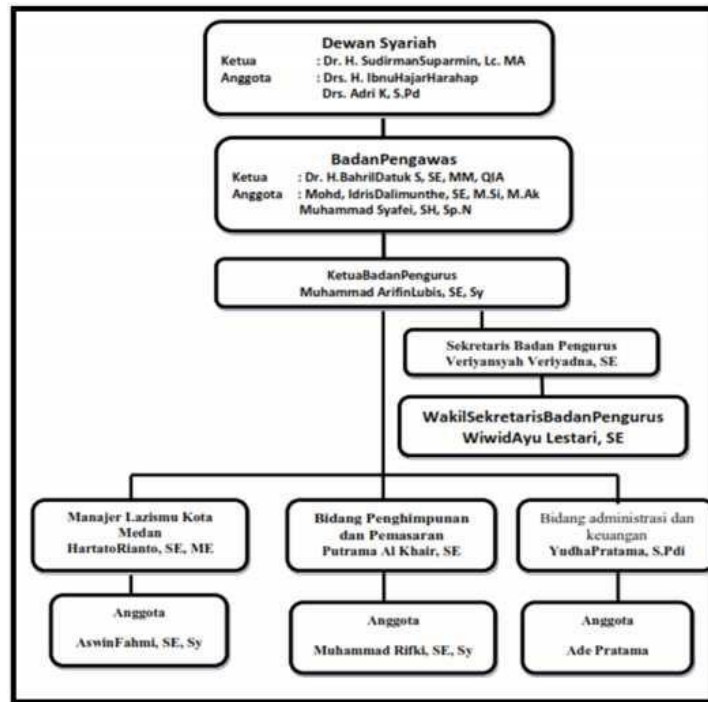 Dewan Syariah
Ketua : Dr. H. SudirmanSuparmin, Lc. MA
Anggota : Drs. H. IbnuHajarHarahap
Drs. Adri K, S.Pd
BadanPengawas
Ketua : Dr. H.BahrilDatuk S, SE, MM, QIA
Anggota : Mohd, IdrisDalimunthe, SE, M.Si, M.Ak
Muhammad Syafei, SH, Sp.N
KetuaBadanPengurus
Muhammad ArifinLubis, SE, Sy
Sekretaris Badan Pengurus
Veriyansyah Veriyadna, SE
WakilSekretarisBadanPengurus
WiwidAyu Lestari, SE
Manajer Lazismu Kota
Medan
HartatoRianto, SE, ME
Bidang Penghimpunan
dan Pemasaran
Putrama Al Khair, SE
Bidang administrasi dan
keuangan
YudhaPratama, S.Pdi
Anggota
AswinFahmi, SE, Sy
Anggota
Muhammad Rifki, SE, Sy
Anggota
Ade Pratama